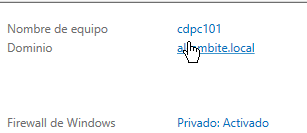 Nombre de equipo cdpc101
Dominio
Firewall de Windows Privado: Activado